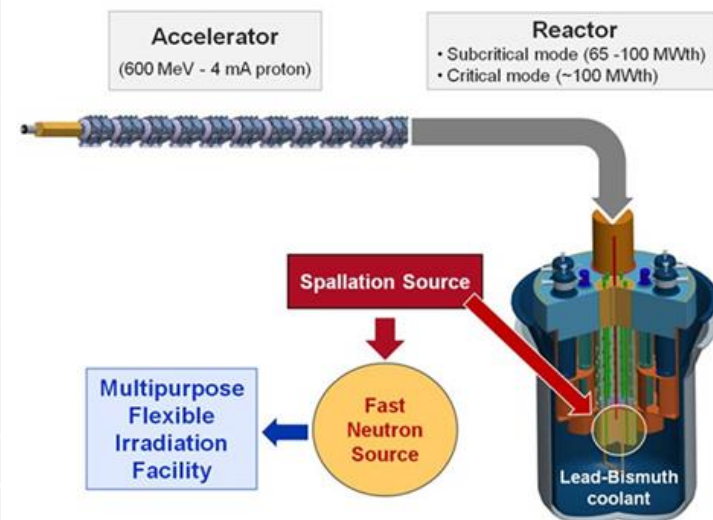 Accelerator
(600 MeV - 4 mA proton)
Reactor
• Subcritical mode (65 -100 MWth)
• Critical mode (~100 MWth)
Spallation Source
Multipurpose
Flexible
Irradiation
Facility
Fast
Neutron
Source
Lead-Bismuth
coolant